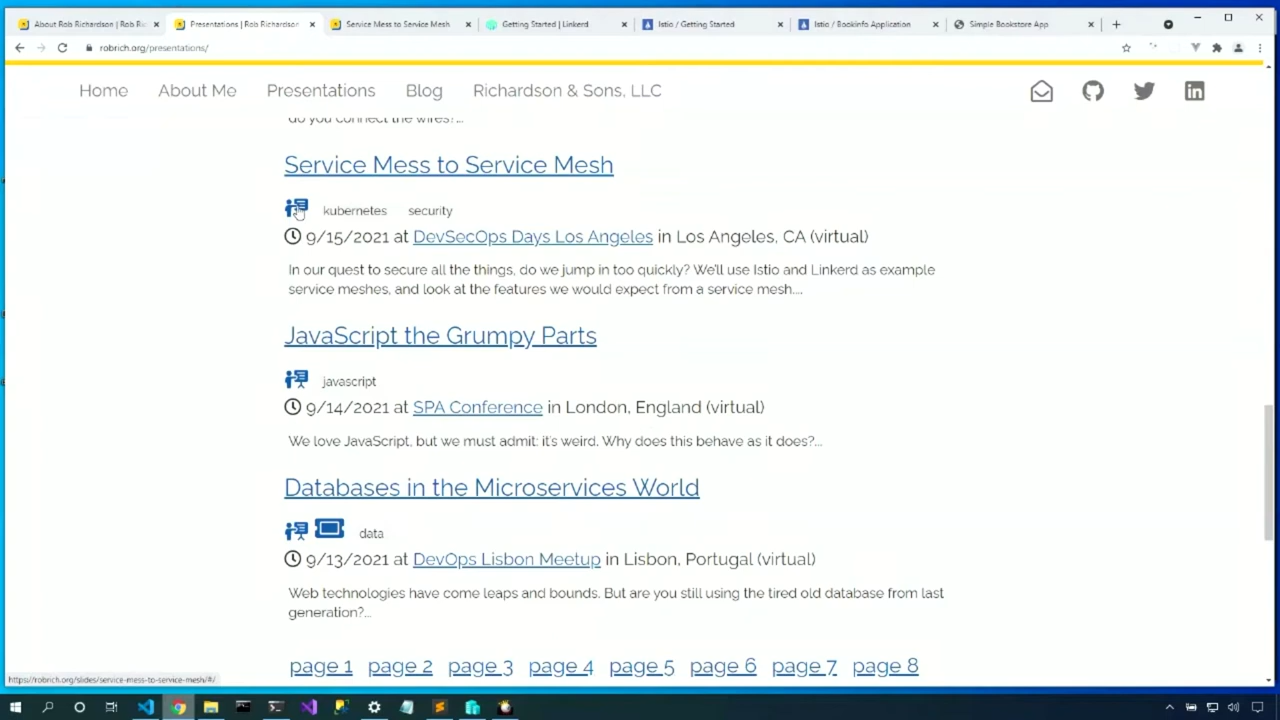 About Rob Richardson | Rob Ric
Presentations | Rob Richardson
Service Mess to Service Mesh
Getting Started | Linkerd
Istio / Getting Started
Istio / Bookinfo Application
Simple Bookstore App
robrich.org/presentations/
Home
About Me
Presentations
Blog
Richardson & Sons, LLC
do you connect the wires?...
Service Mess to Service Mesh
kubernetes security
9/15/2021 at DevSecOps Days Los Angeles in Los Angeles, CA (virtual)
In our quest to secure all the things, do we jump in too quickly? We'll use Istio and Linkerd as example
service meshes, and look at the features we would expect from a service mesh....
JavaScript the Grumpy Parts
javascript
9/14/2021 at SPA Conference in London, England (virtual)
We love JavaScript, but we must admit: it's weird. Why does this behave as it does?...
Databases in the Microservices World
data
9/13/2021 at DevOps Lisbon Meetup in Lisbon, Portugal (virtual)
Web technologies have come leaps and bounds. But are you still using the tired old database from last
generation?...
page 1 page 2 page 3 page 4 page 5 page 6 page 7 page 8
https://robrich.org/slides/service-mess-to-service-mesh/#/